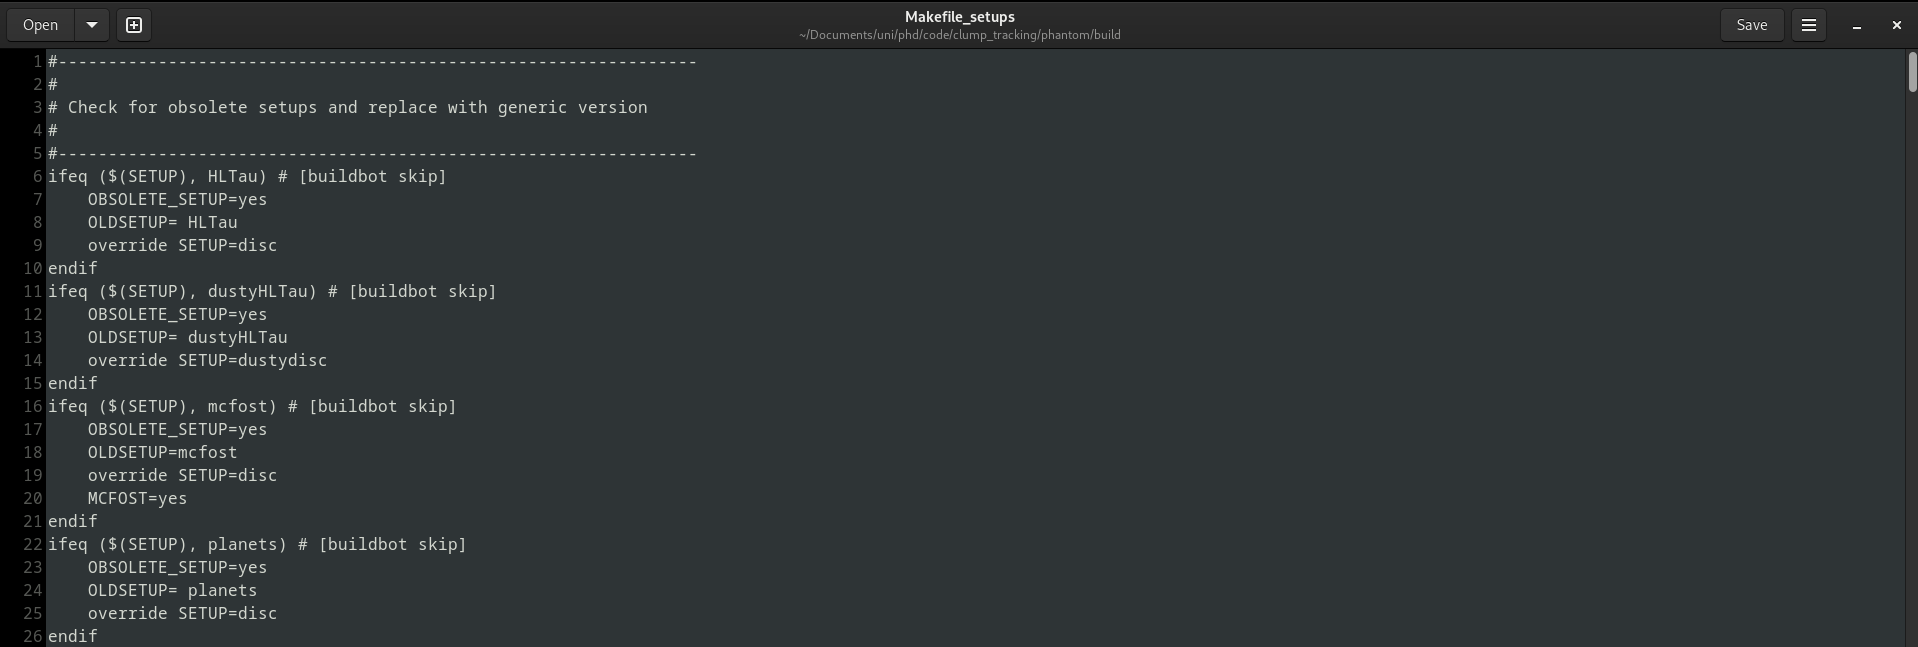 Open
Makefile_setups
~/Documents/uni/phd/code/clump_tracking/phantom/build
Save
1 #----------------------------------------------------------------
2 #
3 # Check for obsolete setups and replace with generic version
4 #
5 #----------------------------------------------------------------
6 ifeq ($(SETUP), HLTau) # [buildbot skip]
7     OBSOLETE_SETUP=yes
8     OLDSETUP= HLTau
9     override SETUP=disc
10 endif
11 ifeq ($(SETUP), dustyHLTau) # [buildbot skip]
12     OBSOLETE_SETUP=yes
13     OLDSETUP= dustyHLTau
14     override SETUP=dustydisc
15 endif
16 ifeq ($(SETUP), mcfost) # [buildbot skip]
17     OBSOLETE_SETUP=yes
18     OLDSETUP=mcfost
19     override SETUP=disc
20     MCFOST=yes
21 endif
22 ifeq ($(SETUP), planets) # [buildbot skip]
23     OBSOLETE_SETUP=yes
24     OLDSETUP= planets
25     override SETUP=disc
26 endif